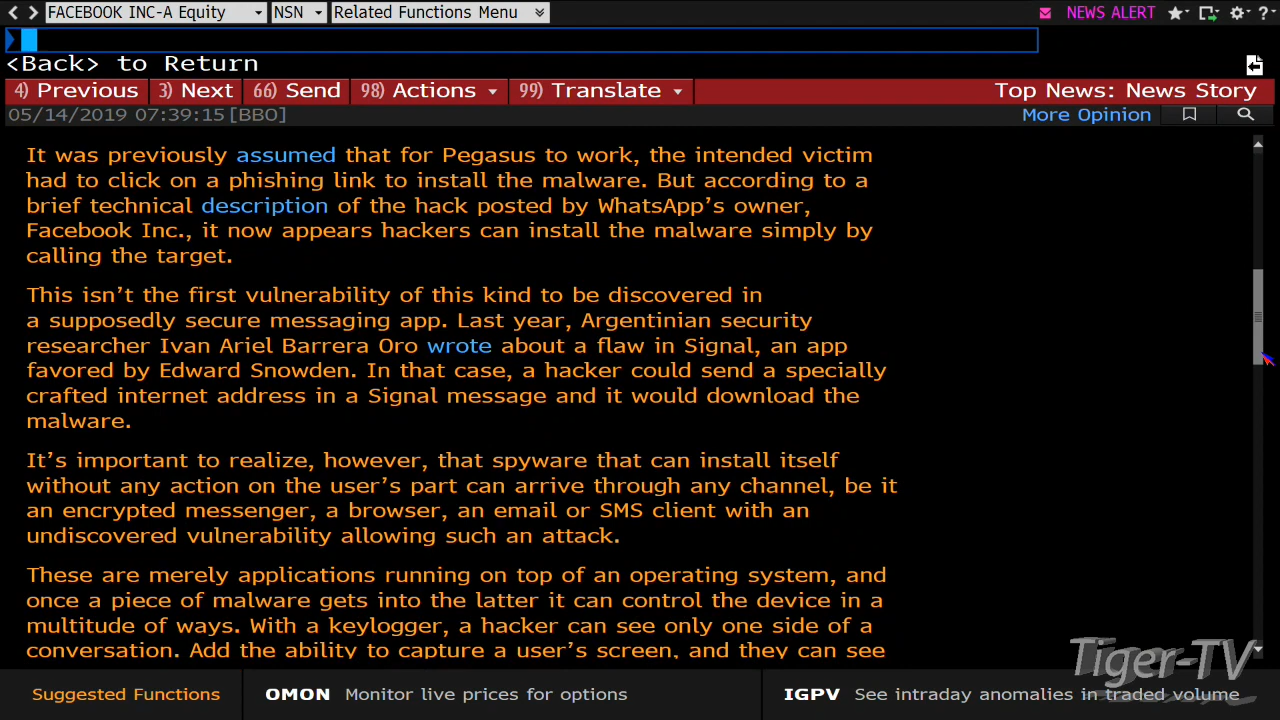 FACEBOOK INC-A Equity NSN Related Functions Menu NEWS ALERT ?
<Back> to Return
4) Previous 3) Next 66) Send 98) Actions 99) Translate Top News: News Story
05/14/2019 07:39:15[BBO] More Opinion
It was previously assumed that for Pegasus to work, the intended victim
had to click on a phishing link to install the malware. But according to a
brief technical description of the hack posted by WhatsApp's owner,
Facebook Inc., it now appears hackers can install the malware simply by
calling the target.
This isn't the first vulnerability of this kind to be discovered in
a supposedly secure messaging app. Last year, Argentinian security
researcher Ivan Ariel Barrera Oro wrote about a flaw in Signal, an app
favored by Edward Snowden. In that case, a hacker could send a specially
crafted internet address in a Signal message and it would download the
malware.
It's important to realize, however, that spyware that can install itself
without any action on the user's part can arrive through any channel, be it
an encrypted messenger, a browser, an email or SMS client with an
undiscovered vulnerability allowing such an attack.
These are merely applications running on top of an operating system, and
once a piece of malware gets into the latter it can control the device in a
multitude of ways. With a keylogger, a hacker can see only one side of a
conversation. Add the ability to capture a user's screen, and they can see
Tiger-TV
Suggested Functions OMON Monitor live prices for options IGPV See intraday anomalies in traded volume